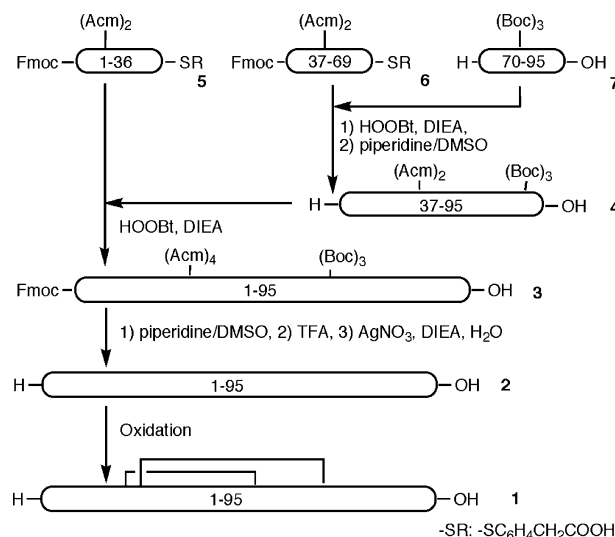 (Acm)₂ (Acm)₂ (Boc)₃
Fmoc 1-36 SR Fmoc 37-69 SR H 70-95 OH
5 6 7
1) HOOBt, DIEA,
2) piperidine/DMSO
(Acm)₂ (Boc)₃
H 37-95 OH 4
HOOBt, DIEA
(Acm)₄ (Boc)₃
Fmoc 1-95 OH 3
1) piperidine/DMSO, 2) TFA, 3) AgNO₃, DIEA, H₂O
H 1-95 OH 2
Oxidation
H 1-95 OH 1
-SR: -SC₆H₄CH₂COOH